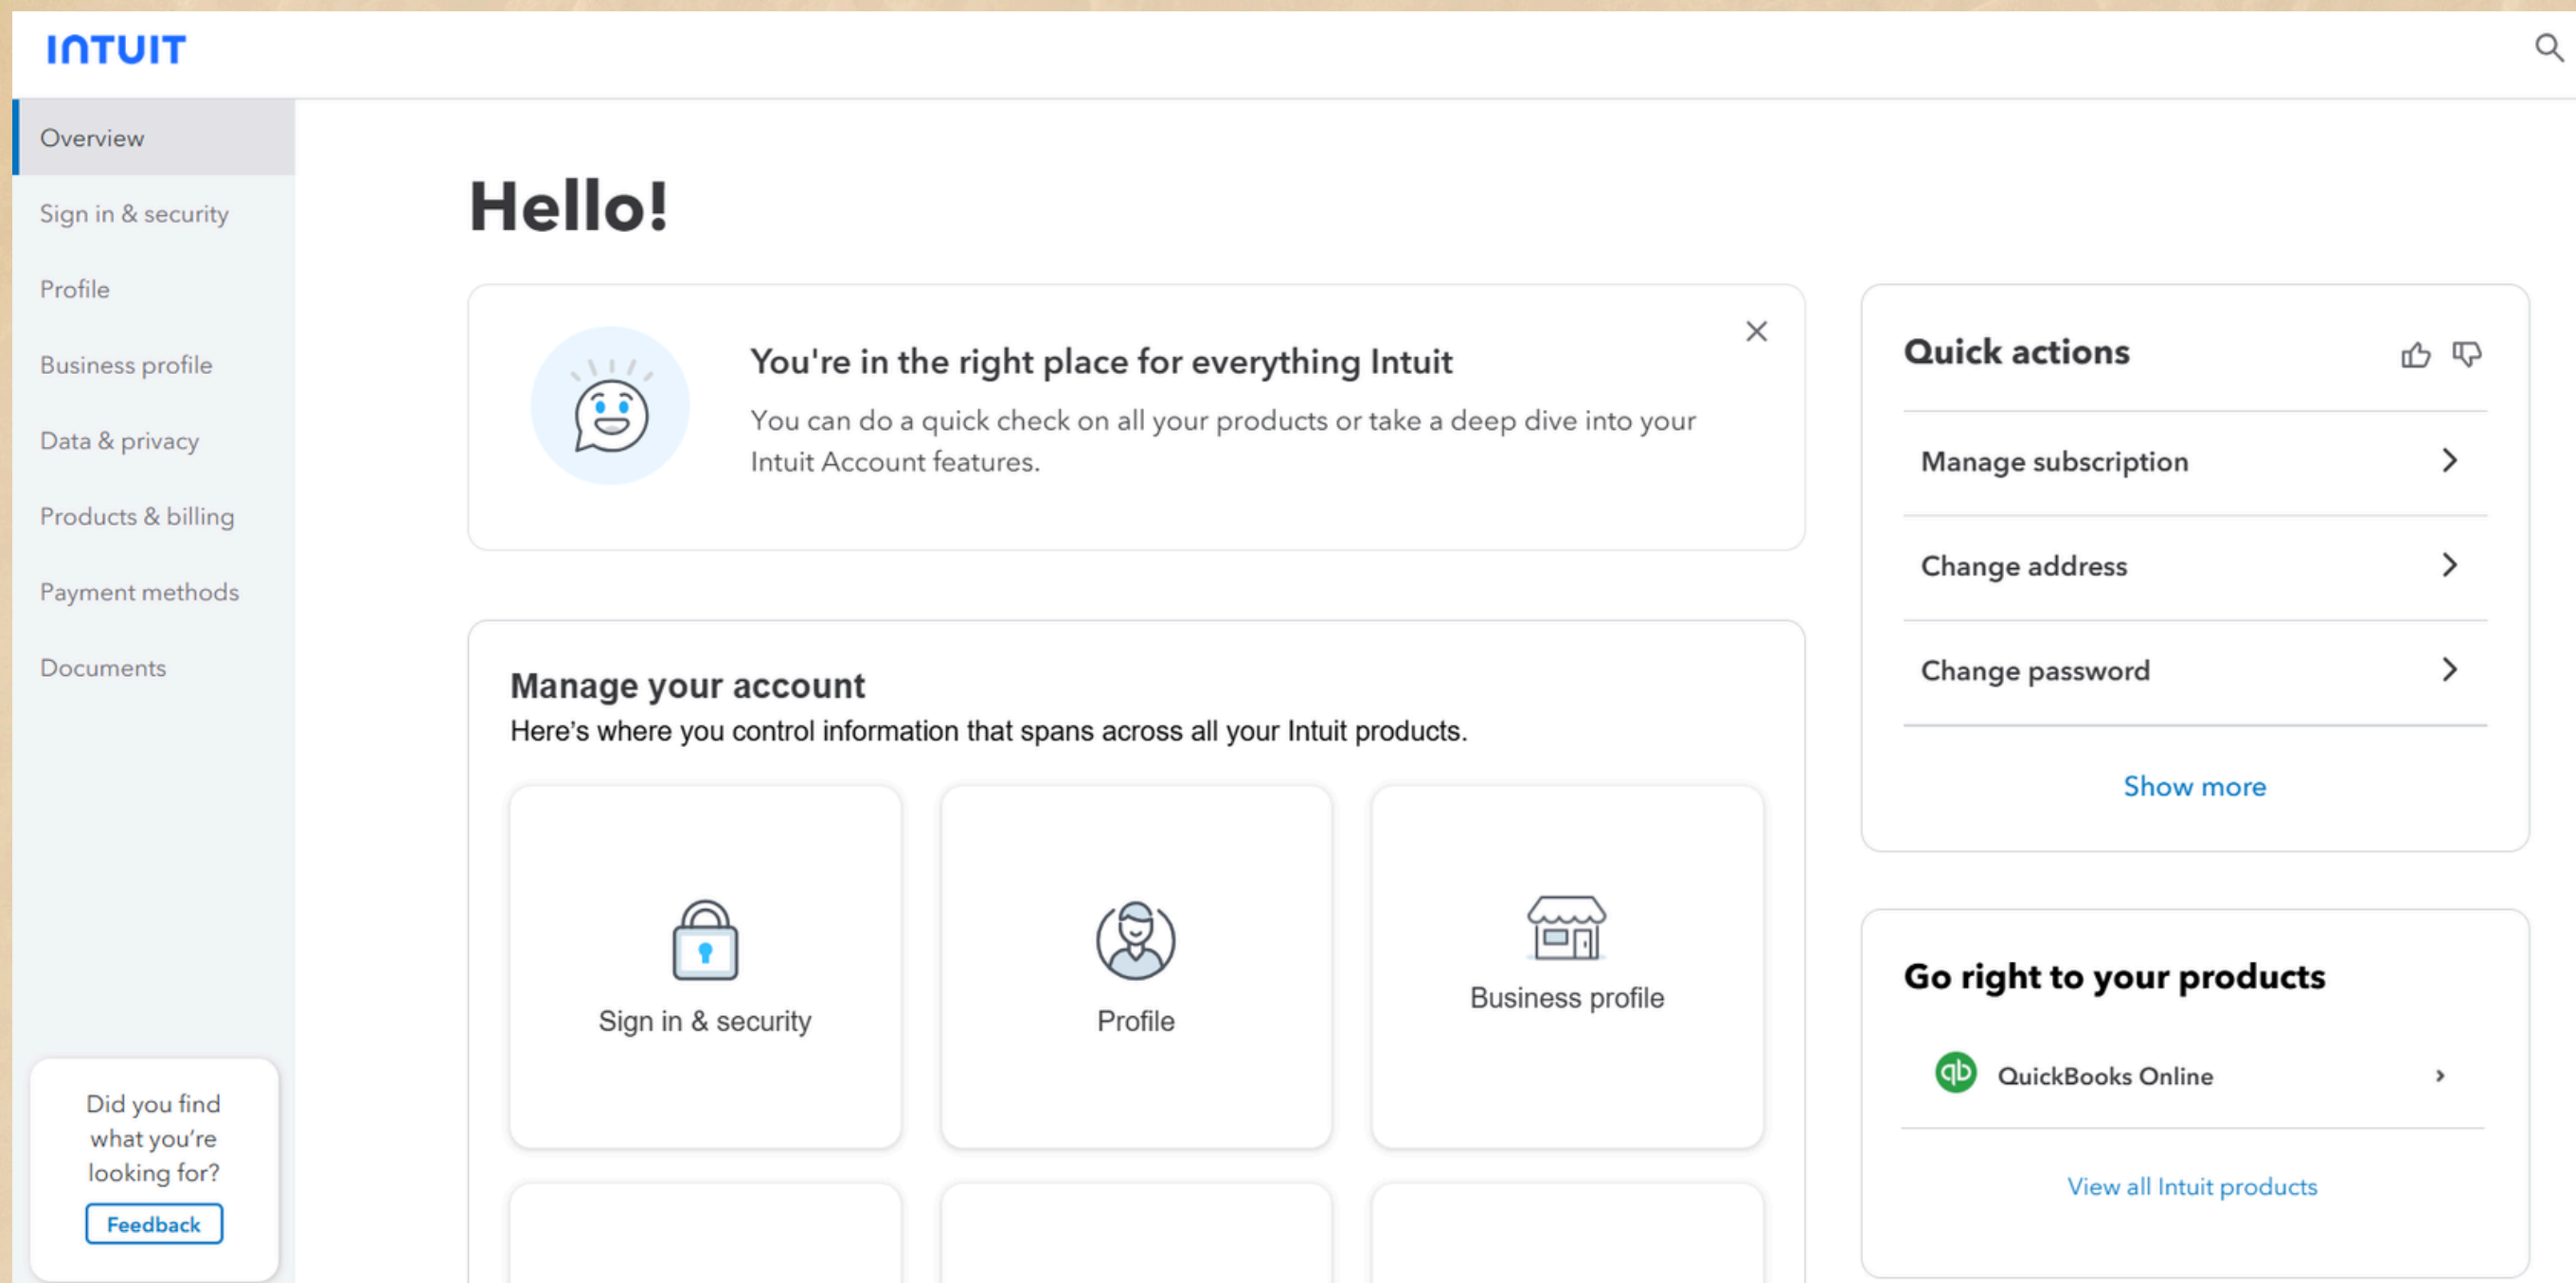 INTUIT
Overview
Sign in & security
Profile
Business profile
Data & privacy
Products & billing
Payment methods
Documents
Did you find
what you're
looking for?
Feedback
Hello!
You're in the right place for everything Intuit
You can do a quick check on all your products or take a deep dive into your
Intuit Account features.
Manage your account
Here's where you control information that spans across all your Intuit products.
Sign in & security
Profile
Business profile
Quick actions
Manage subscription
Change address
Change password
Show more
Go right to your products
qb QuickBooks Online
View all Intuit products